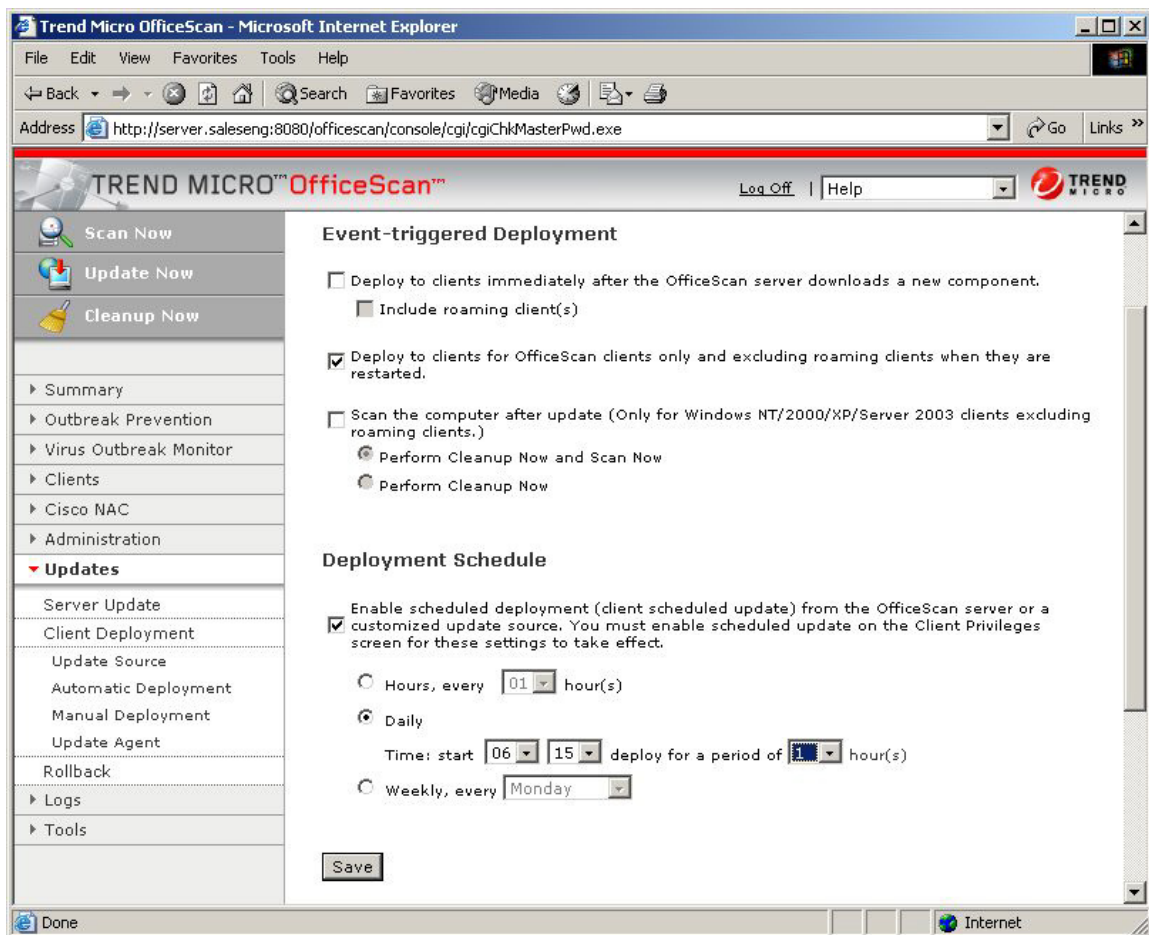 Trend Micro OfficeScan - Microsoft Internet Explorer
File Edit View Favorites Tools Help
Back Search Favorites Media
Address http://server.saleseng:8080/officescan/console/cgi/cgiChkMasterPwd.exe Go Links »
TREND MICRO™ OfficeScan™ Log Off | Help TREND MICRO
Scan Now
Update Now
Cleanup Now
Summary
Outbreak Prevention
Virus Outbreak Monitor
Clients
Cisco NAC
Administration
Updates
Server Update
Client Deployment
Update Source
Automatic Deployment
Manual Deployment
Update Agent
Rollback
Logs
Tools
Event-triggered Deployment
Deploy to clients immediately after the OfficeScan server downloads a new component.
Include roaming client(s)
Deploy to clients for OfficeScan clients only and excluding roaming clients when they are
restarted.
Scan the computer after update (Only for Windows NT/2000/XP/Server 2003 clients excluding
roaming clients.)
Perform Cleanup Now and Scan Now
Perform Cleanup Now
Deployment Schedule
Enable scheduled deployment (client scheduled update) from the OfficeScan server or a
customized update source. You must enable scheduled update on the Client Privileges
screen for these settings to take effect.
Hours, every 01 hour(s)
Daily
Time: start 06 15 deploy for a period of 1 hour(s)
Weekly, every Monday
Save
Done Internet